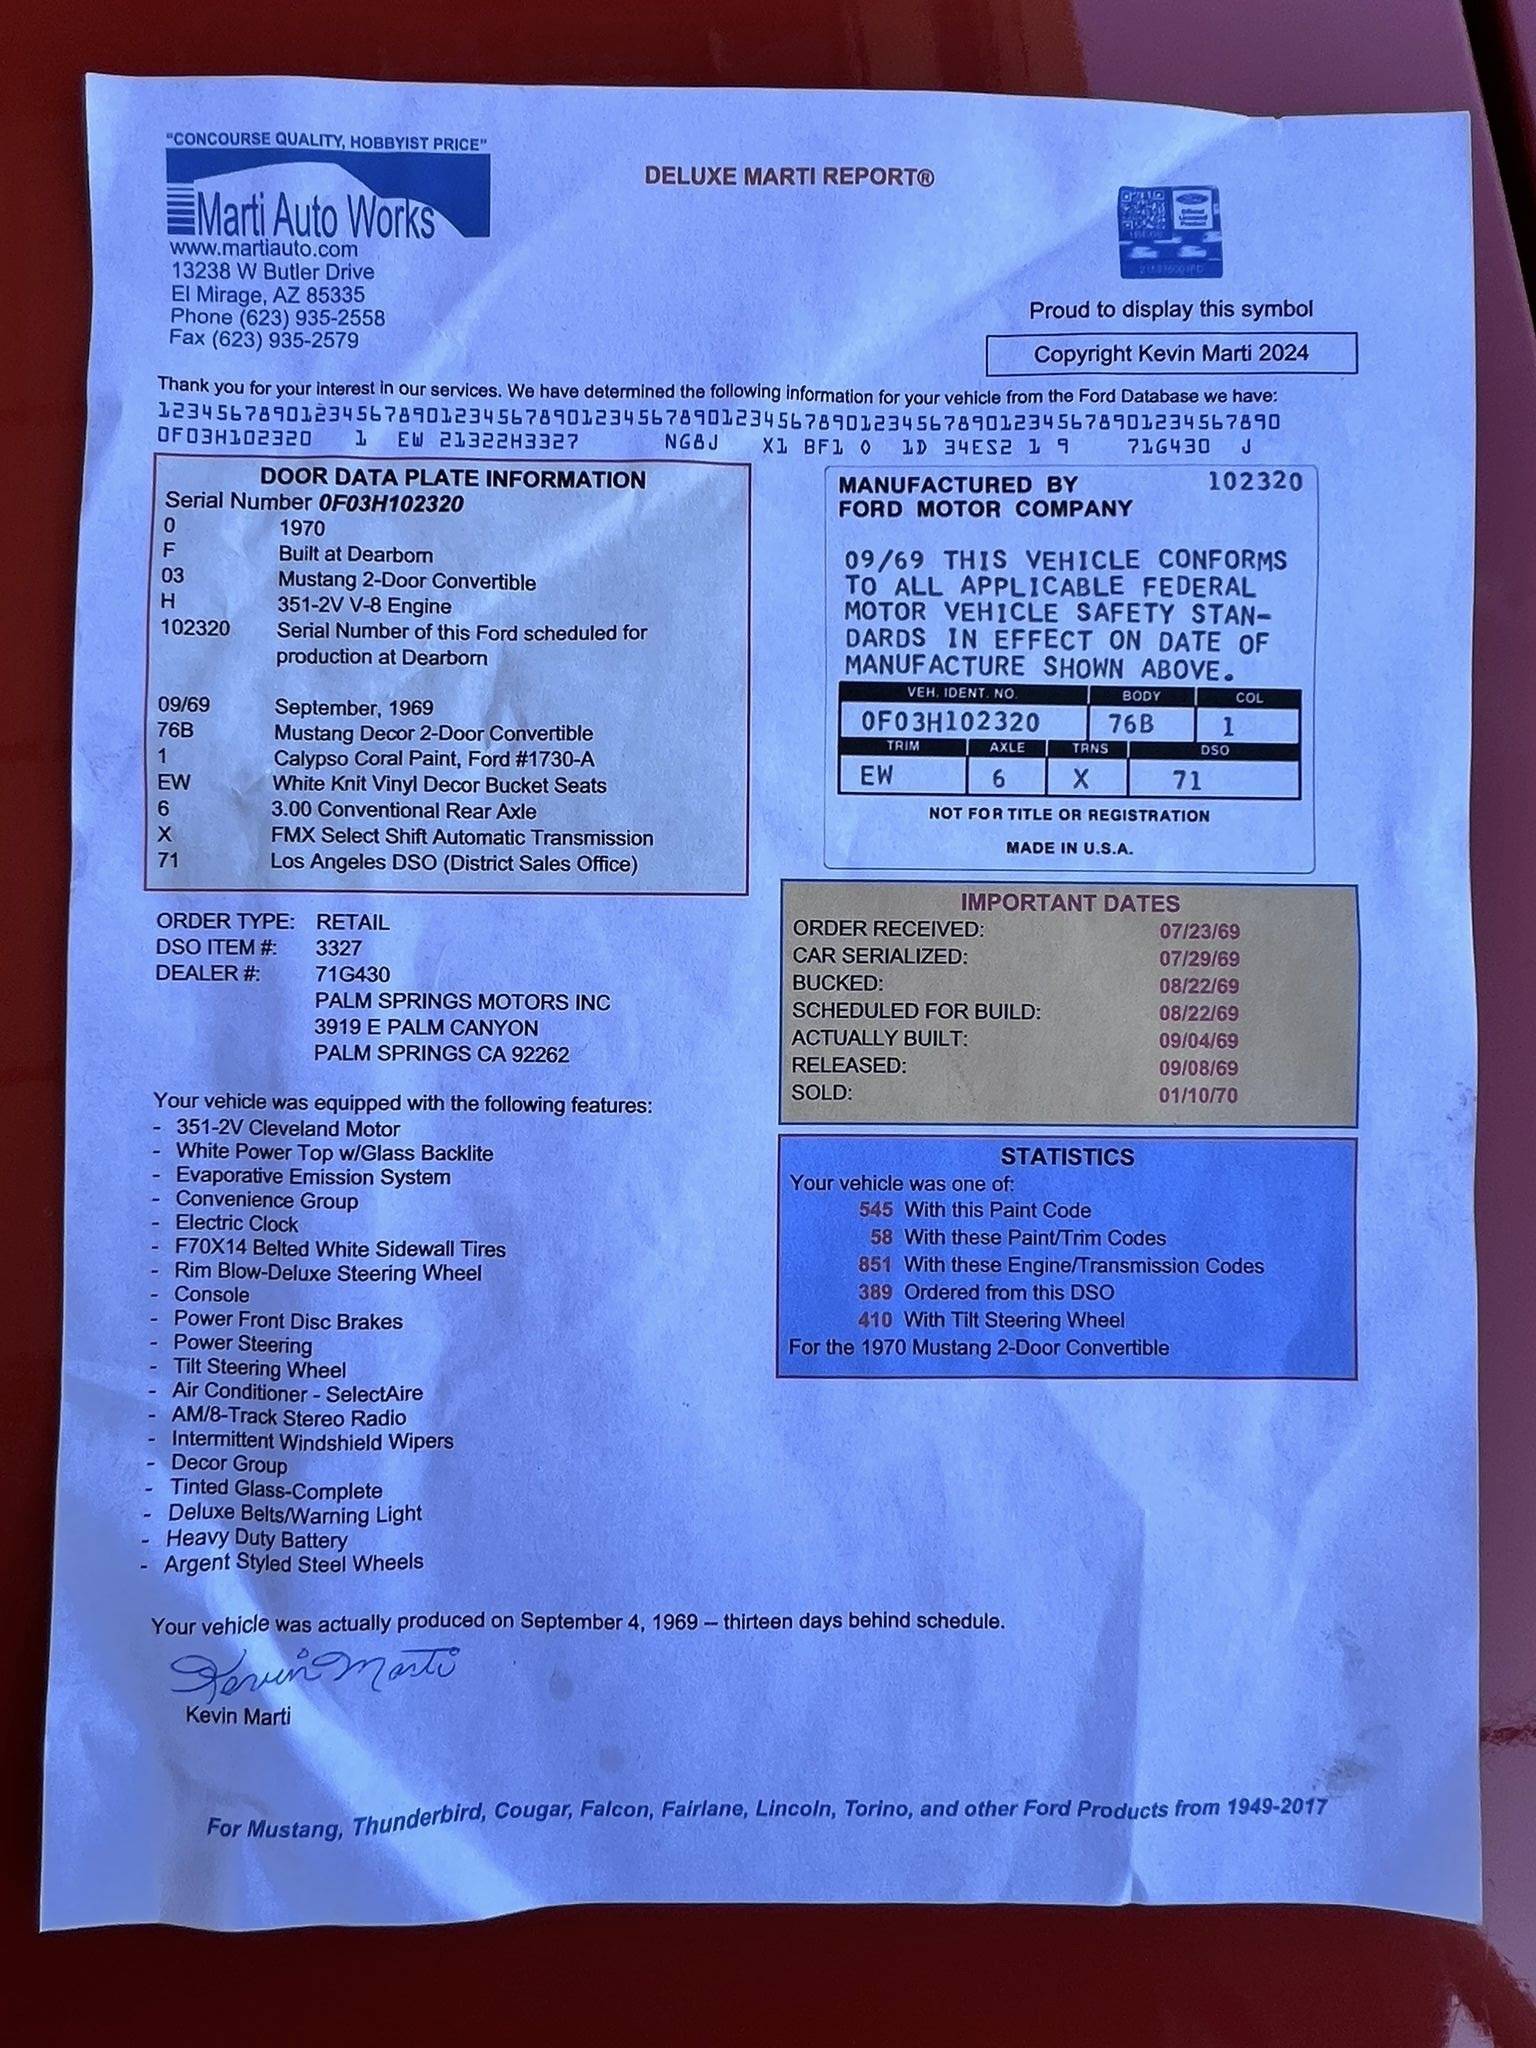 "CONCOURSE QUALITY, HOBBYIST PRICE"
Marti Auto Works
www.martiauto.com
13238 W Butler Drive
El Mirage, AZ 85335
Phone (623) 935-2558
Fax (623) 935-2579
DELUXE MARTI REPORT®
Proud to display this symbol
Copyright Kevin Marti 2024
Thank you for your interest in our services. We have determined the following information for your vehicle from the Ford Database we have:
12345678901234567890123456789012345678901234567890123456789012345678901234567890
0F03H102320 1 EW 21322H3327 NG8J X1 BF1 0 1D 34ES2 1 9 71G430 J
DOOR DATA PLATE INFORMATION
Serial Number 0F03H102320
0 1970
F Built at Dearborn
03 Mustang 2-Door Convertible
H 351-2V V-8 Engine
102320 Serial Number of this Ford scheduled for
production at Dearborn
09/69 September, 1969
76B Mustang Decor 2-Door Convertible
1 Calypso Coral Paint, Ford #1730-A
EW White Knit Vinyl Decor Bucket Seats
6 3.00 Conventional Rear Axle
X FMX Select Shift Automatic Transmission
71 Los Angeles DSO (District Sales Office)
MANUFACTURED BY 102320
FORD MOTOR COMPANY
09/69 THIS VEHICLE CONFORMS
TO ALL APPLICABLE FEDERAL
MOTOR VEHICLE SAFETY STAN-
DARDS IN EFFECT ON DATE OF
MANUFACTURE SHOWN ABOVE.
VEH. IDENT. NO. BODY COL
0F03H102320 76B 1
TRIM AXLE TRNS DSO
EW 6 X 71
NOT FOR TITLE OR REGISTRATION
MADE IN U.S.A.
ORDER TYPE: RETAIL
DSO ITEM #: 3327
DEALER #: 71G430
PALM SPRINGS MOTORS INC
3919 E PALM CANYON
PALM SPRINGS CA 92262
IMPORTANT DATES
ORDER RECEIVED: 07/23/69
CAR SERIALIZED: 07/29/69
BUCKED: 08/22/69
SCHEDULED FOR BUILD: 08/22/69
ACTUALLY BUILT: 09/04/69
RELEASED: 09/08/69
SOLD: 01/10/70
Your vehicle was equipped with the following features:
- 351-2V Cleveland Motor
- White Power Top w/Glass Backlite
- Evaporative Emission System
- Convenience Group
- Electric Clock
- F70X14 Belted White Sidewall Tires
- Rim Blow-Deluxe Steering Wheel
- Console
- Power Front Disc Brakes
- Power Steering
- Tilt Steering Wheel
- Air Conditioner - SelectAire
- AM/8-Track Stereo Radio
- Intermittent Windshield Wipers
- Decor Group
- Tinted Glass-Complete
- Deluxe Belts/Warning Light
- Heavy Duty Battery
- Argent Styled Steel Wheels
STATISTICS
Your vehicle was one of:
545 With this Paint Code
58 With these Paint/Trim Codes
851 With these Engine/Transmission Codes
389 Ordered from this DSO
410 With Tilt Steering Wheel
For the 1970 Mustang 2-Door Convertible
Your vehicle was actually produced on September 4, 1969 – thirteen days behind schedule.
Kevin Marti
Kevin Marti
For Mustang, Thunderbird, Cougar, Falcon, Fairlane, Lincoln, Torino, and other Ford Products from 1949-2017